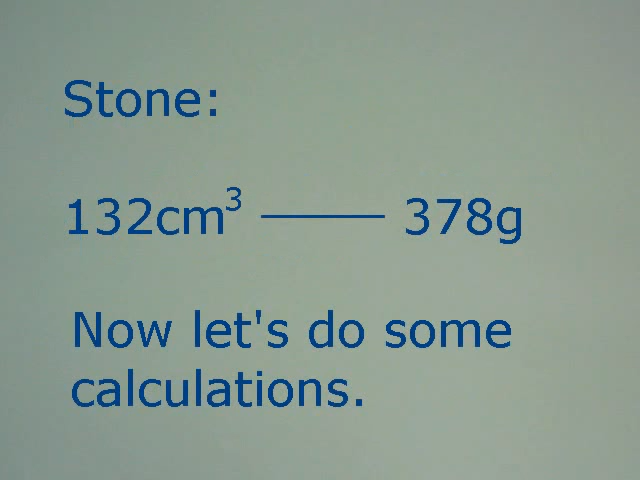 Stone:
132cm³ —— 378g
Now let's do some
calculations.